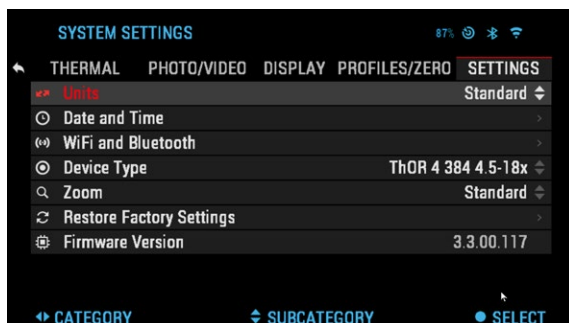 SYSTEM SETTINGS 87%
THERMAL PHOTO/VIDEO DISPLAY PROFILES/ZERO SETTINGS
Units Standard
Date and Time
WiFi and Bluetooth
Device Type ThOR 4 384 4.5-18x
Zoom Standard
Restore Factory Settings
Firmware Version 3.3.00.117
CATEGORY SUBCATEGORY SELECT